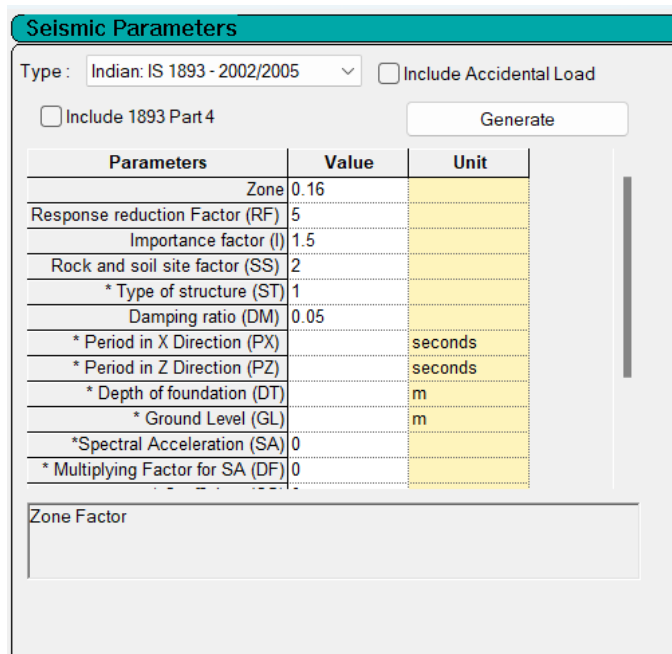 Seismic Parameters
Type : Indian: IS 1893 - 2002/2005 Include Accidental Load
Include 1893 Part 4 Generate
Parameters Value Unit
Zone 0.16
Response reduction Factor (RF) 5
Importance factor (I) 1.5
Rock and soil site factor (SS) 2
* Type of structure (ST) 1
Damping ratio (DM) 0.05
* Period in X Direction (PX) seconds
* Period in Z Direction (PZ) seconds
* Depth of foundation (DT) m
* Ground Level (GL) m
*Spectral Acceleration (SA) 0
* Multiplying Factor for SA (DF) 0
Zone Factor